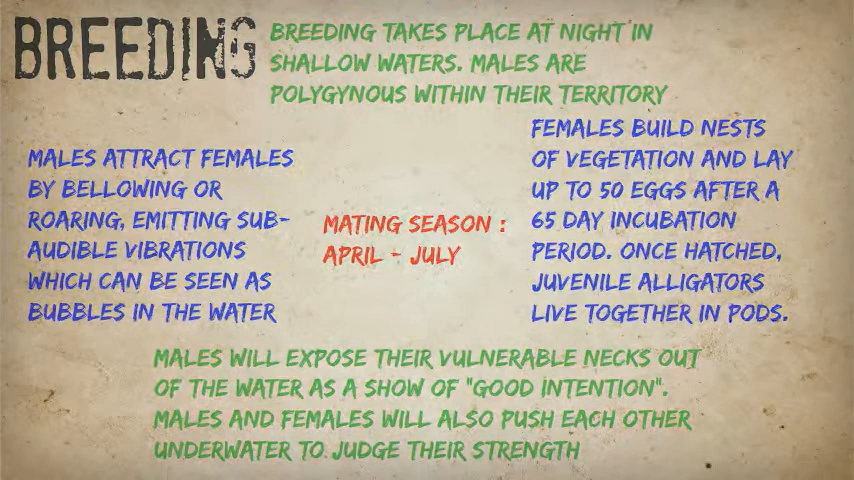 BREEDING
BREEDING TAKES PLACE AT NIGHT IN
SHALLOW WATERS. MALES ARE
POLYGYNOUS WITHIN THEIR TERRITORY
MALES ATTRACT FEMALES
BY BELLOWING OR
ROARING, EMITTING SUB-
AUDIBLE VIBRATIONS
WHICH CAN BE SEEN AS
BUBBLES IN THE WATER
MATING SEASON :
APRIL - JULY
FEMALES BUILD NESTS
OF VEGETATION AND LAY
UP TO 50 EGGS AFTER A
65 DAY INCUBATION
PERIOD. ONCE HATCHED,
JUVENILE ALLIGATORS
LIVE TOGETHER IN PODS.
MALES WILL EXPOSE THEIR VULNERABLE NECKS OUT
OF THE WATER AS A SHOW OF "GOOD INTENTION".
MALES AND FEMALES WILL ALSO PUSH EACH OTHER
UNDERWATER TO JUDGE THEIR STRENGTH